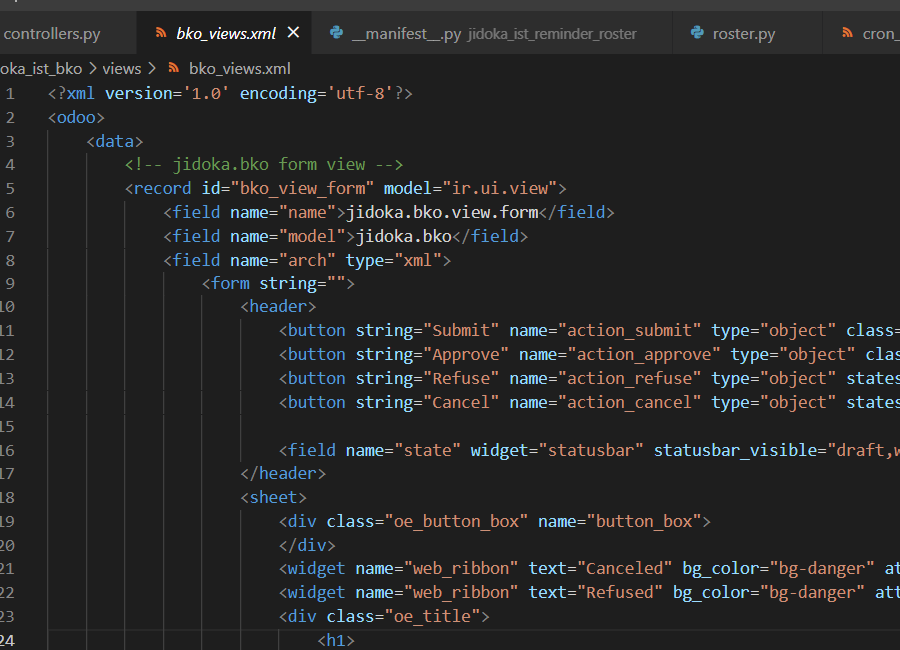 controllers.py bko_views.xml __manifest__.py jidoka_ist_reminder_roster roster.py cron_
oka_ist_bko > views > bko_views.xml
1 <?xml version='1.0' encoding='utf-8'?>
2 <odoo>
3 <data>
4 <!-- jidoka.bko form view -->
5 <record id="bko_view_form" model="ir.ui.view">
6 <field name="name">jidoka.bko.view.form</field>
7 <field name="model">jidoka.bko</field>
8 <field name="arch" type="xml">
9 <form string="">
10 <header>
11 <button string="Submit" name="action_submit" type="object" class=
12 <button string="Approve" name="action_approve" type="object" clas
13 <button string="Refuse" name="action_refuse" type="object" states
14 <button string="Cancel" name="action_cancel" type="object" states
15
16 <field name="state" widget="statusbar" statusbar_visible="draft,w
17 </header>
18 <sheet>
19 <div class="oe_button_box" name="button_box">
20 </div>
21 <widget name="web_ribbon" text="Canceled" bg_color="bg-danger" at
22 <widget name="web_ribbon" text="Refused" bg_color="bg-danger" att
23 <div class="oe_title">
24 <h1>